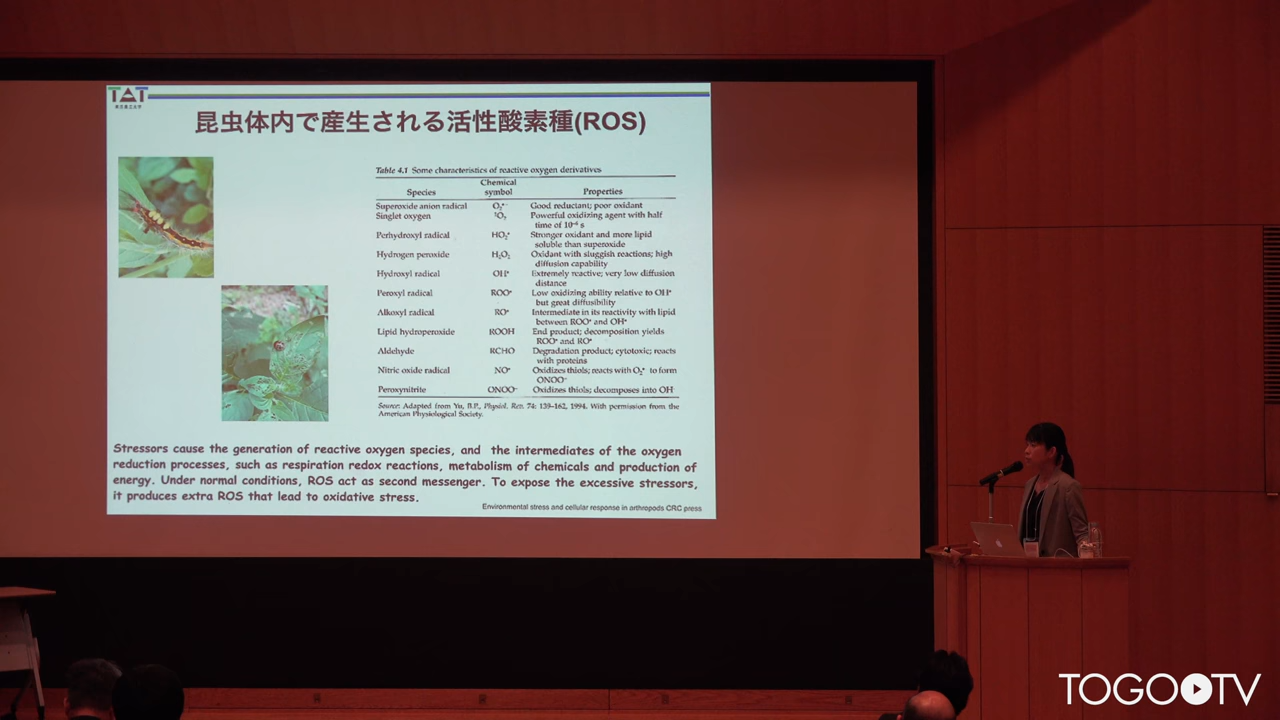 TAT
昆虫体内で産生される活性酸素種(ROS)
Table 4.1 Some characteristics of reactive oxygen derivatives
Species Chemical symbol Properties
Superoxide anion radical O₂•⁻ Good reductant; poor oxidant
Singlet oxygen ¹O₂ Powerful oxidizing agent with half
time of 10⁻⁶ s
Perhydroxyl radical HO₂• Stronger oxidant and more lipid
soluble than superoxide
Hydrogen peroxide H₂O₂ Oxidant with sluggish reactions; high
diffusion capability
Hydroxyl radical OH• Extremely reactive; very low diffusion
distance
Peroxyl radical ROO• Low oxidizing ability relative to OH•
but great diffusibility
Alkoxyl radical RO• Intermediate in its reactivity with lipid
between ROO• and OH•
Lipid hydroperoxide ROOH End product; decomposition yields
ROO• and RO•
Aldehyde RCHO Degradation product; cytotoxic; reacts
with proteins
Nitric oxide radical NO• Oxidizes thiols; reacts with O₂• to form
ONOO⁻
Peroxynitrite ONOO⁻ Oxidizes thiols; decomposes into OH
Source: Adapted from Yu, B.P., Physiol. Rev. 74: 139–162, 1994. With permission from the
American Physiological Society.
Stressors cause the generation of reactive oxygen species, and the intermediates of the oxygen
reduction processes, such as respiration redox reactions, metabolism of chemicals and production of
energy. Under normal conditions, ROS act as second messenger. To expose the excessive stressors,
it produces extra ROS that lead to oxidative stress.
Environmental stress and cellular response in arthropods CRC press
TOGO TV